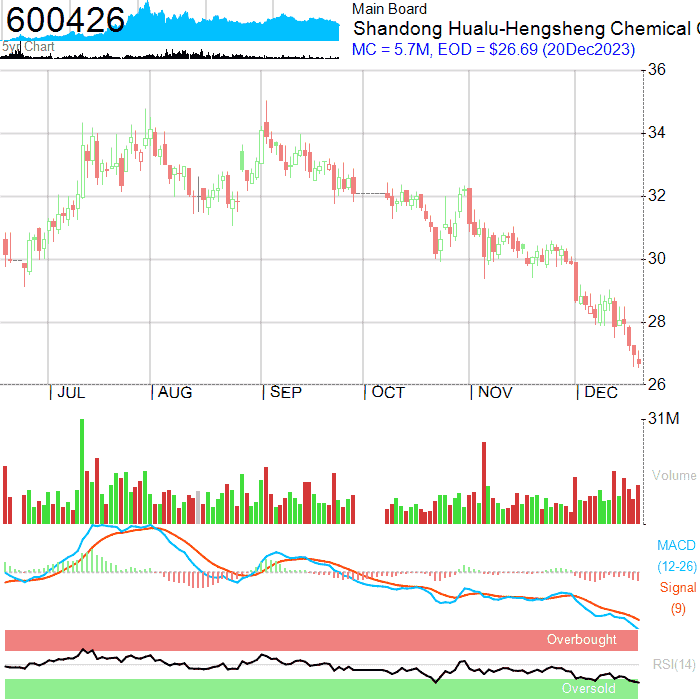 600426
5yr Chart
Main Board
Shandong Hualu-Hengsheng Chemical C
MC = 5.7M, EOD = $26.69 (20Dec2023)
36
34
32
30
28
26
JUL AUG SEP OCT NOV DEC
31M
Volume
MACD
(12-26)
Signal
(9)
Overbought
RSI(14)
Oversold